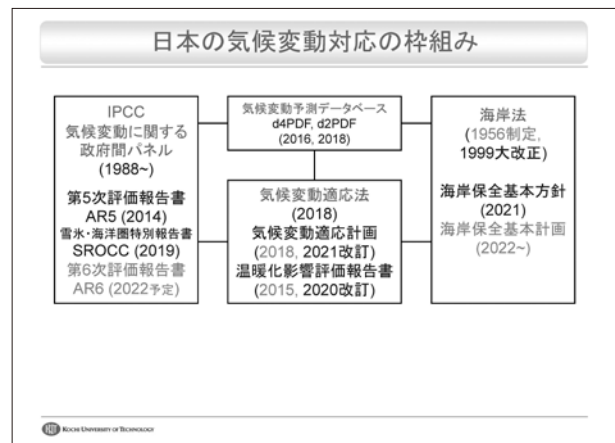 日本の気候変動対応の枠組み
IPCC
気候変動に関する
政府間パネル
(1988~)
第5次評価報告書
AR5 (2014)
雪氷・海洋圏特別報告書
SROCC (2019)
第6次評価報告書
AR6 (2022予定)
気候変動予測データベース
d4PDF, d2PDF
(2016, 2018)
気候変動適応法
(2018)
気候変動適応計画
(2018, 2021改訂)
温暖化影響評価報告書
(2015, 2020改訂)
海岸法
(1956制定,
1999大改正)
海岸保全基本方針
(2021)
海岸保全基本計画
(2022~)
KOCHI UNIVERSITY OF TECHNOLOGY